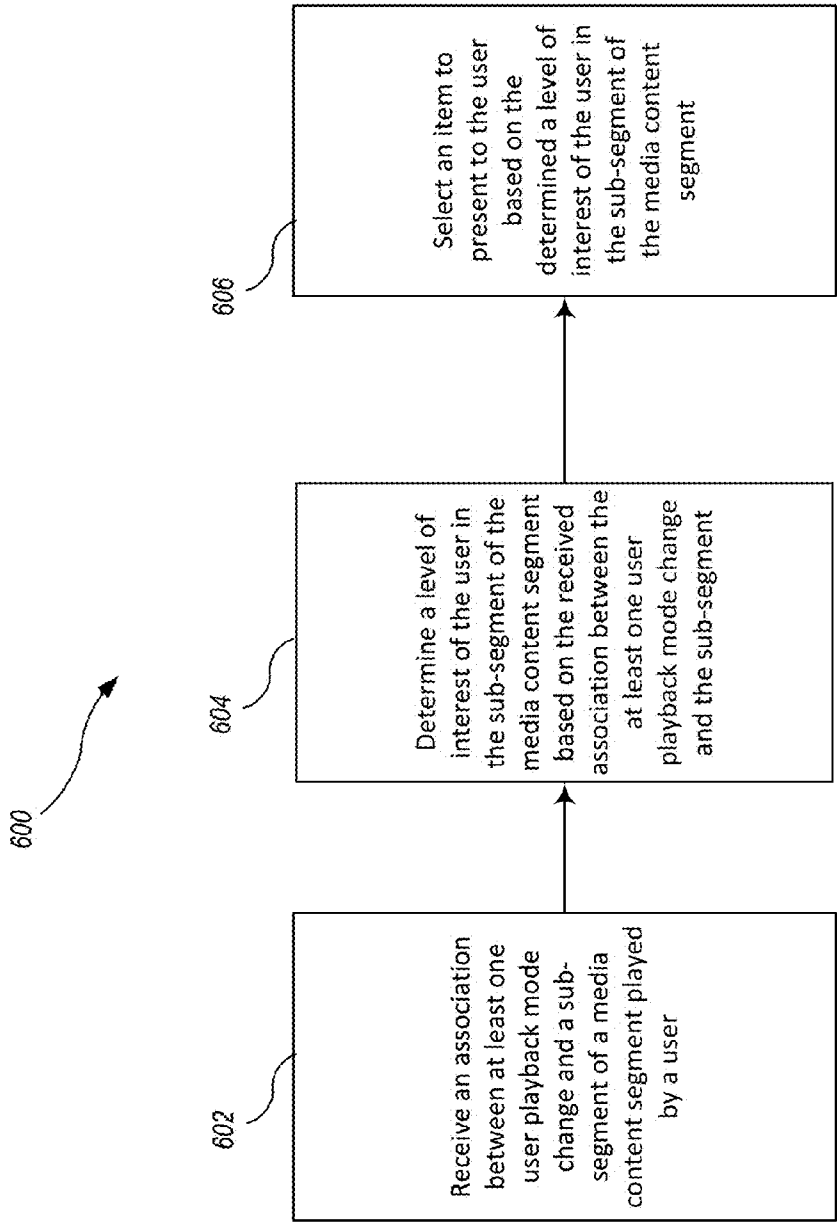 600
602
Receive an association
between at least one
user playback mode
change and a sub-
segment of a media
content segment played
by a user
604
Determine a level of
interest of the user in
the sub-segment of the
media content segment
based on the received
association between the
at least one user
playback mode change
and the sub-segment
606
Select an item to
present to the user
based on the
determined a level of
interest of the user in
the sub-segment of
the media content
segment